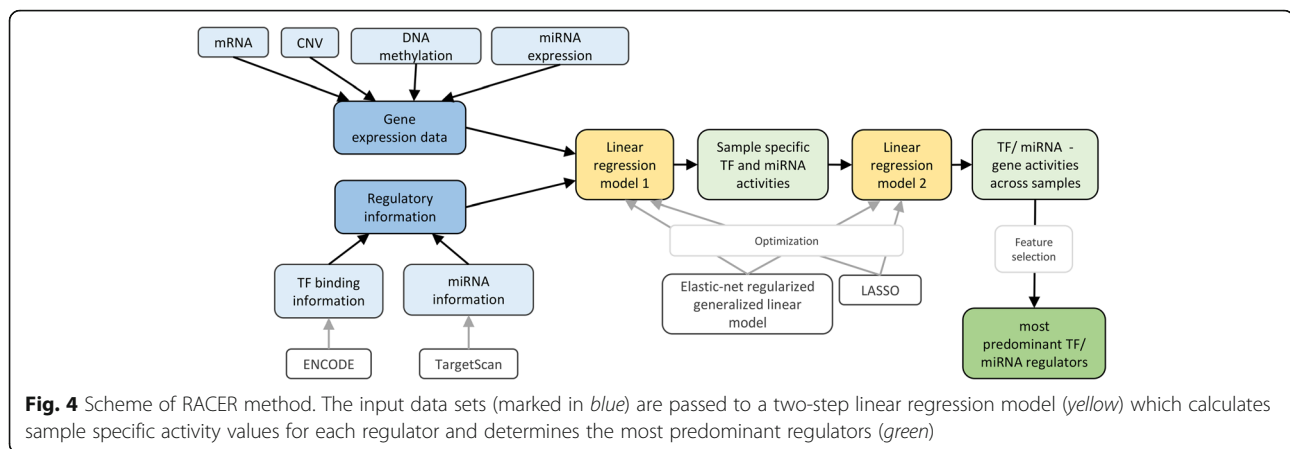 mRNA
CNV
DNA
methylation
miRNA
expression
Gene
expression data
Regulatory
information
TF binding
information
miRNA
information
ENCODE
TargetScan
Linear
regression
model 1
Sample specific
TF and miRNA
activities
Linear
regression
model 2
TF/ miRNA -
gene activities
across samples
Optimization
Elastic-net regularized
generalized linear
model
LASSO
Feature
selection
most
predominant TF/
miRNA regulators
Fig. 4 Scheme of RACER method. The input data sets (marked in blue) are passed to a two-step linear regression model (yellow) which calculates
sample specific activity values for each regulator and determines the most predominant regulators (green)